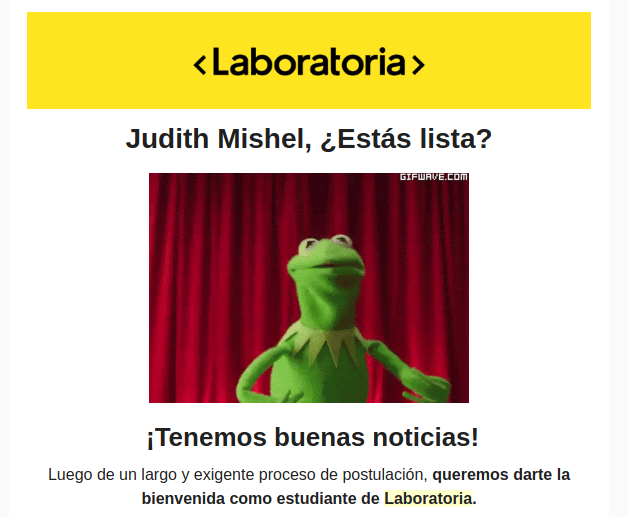 <Laboratoria>
Judith Mishel, ¿Estás lista?
GIFWAVE.COM
¡Tenemos buenas noticias!
Luego de un largo y exigente proceso de postulación, queremos darte la
bienvenida como estudiante de Laboratoria.